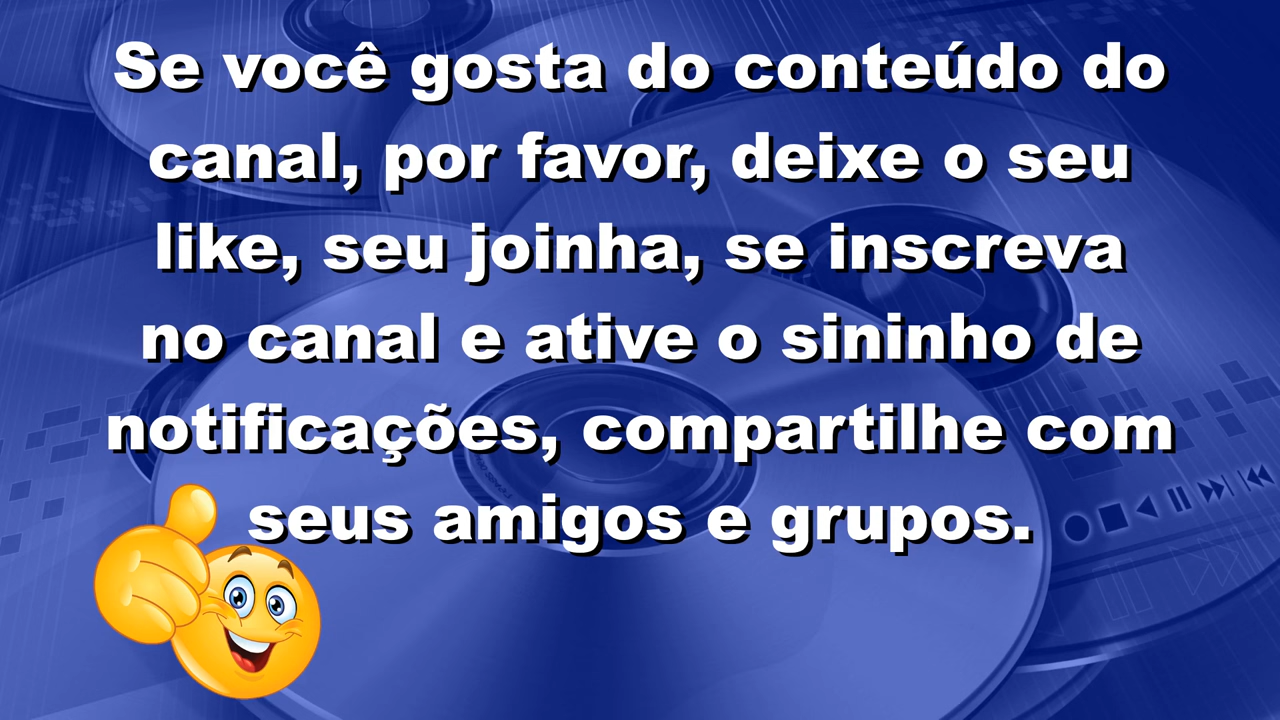 Se você gosta do conteúdo do
canal, por favor, deixe o seu
like, seu joinha, se inscreva
no canal e ative o sininho de
notificações, compartilhe com
seus amigos e grupos.